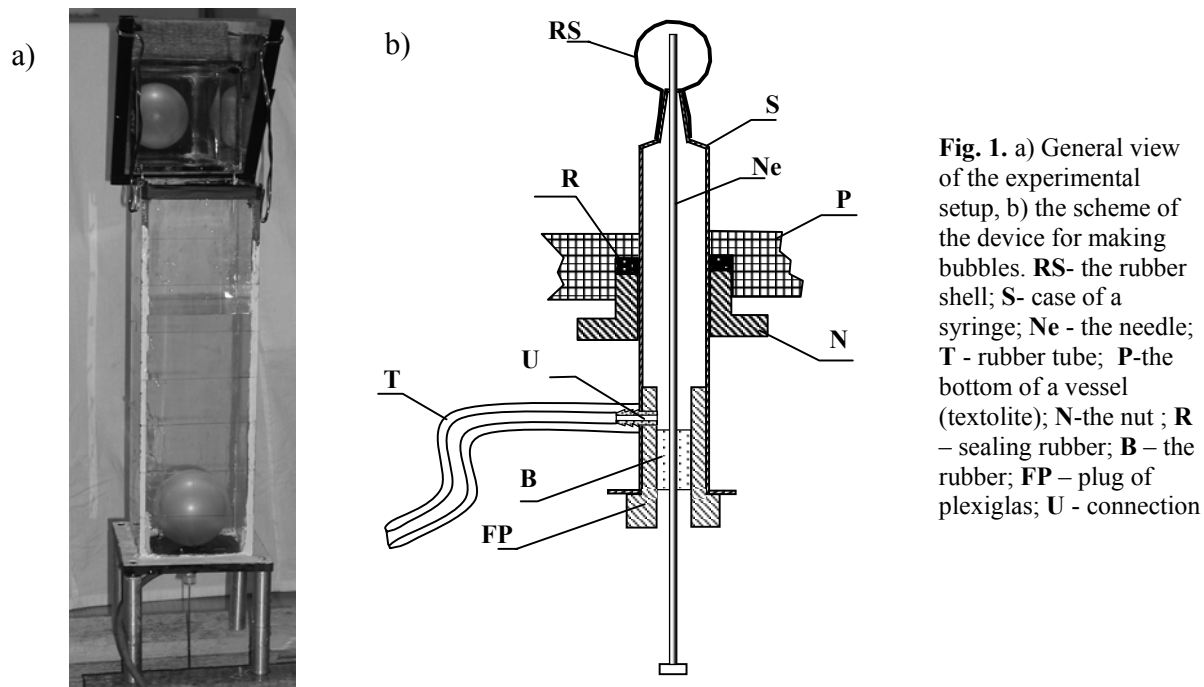 a)
b)
RS
S
Ne
R
P
N
U
T
B
FP
Fig. 1. a) General view
of the experimental
setup, b) the scheme of
the device for making
bubbles. RS- the rubber
shell; S- case of a
syringe; Ne - the needle;
T - rubber tube; P-the
bottom of a vessel
(textolite); N-the nut ; R
– sealing rubber; B – the
rubber; FP – plug of
plexiglas; U - connection